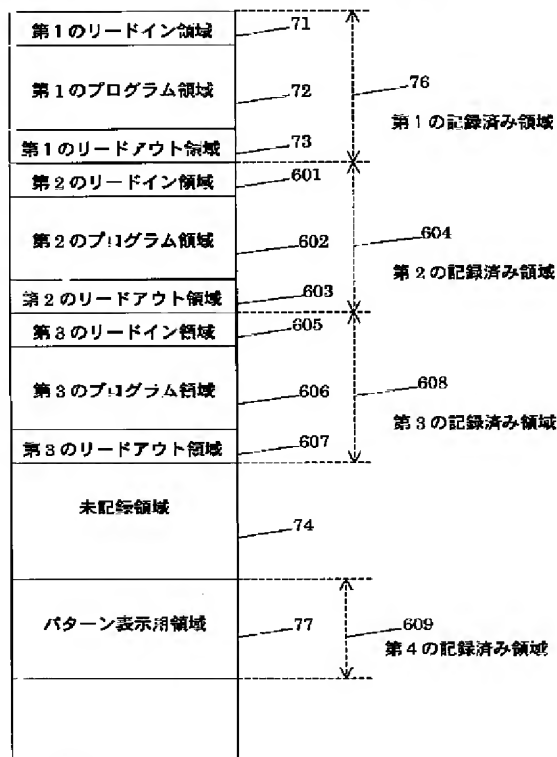 第1のリードイン領域 71
第1のプログラム領域 72 76
第1の記録済み領域
第1のリードアウト領域 73
第2のリードイン領域 601
第2のプログラム領域 602 604
第2の記録済み領域
第2のリードアウト領域 603
第3のリードイン領域 605
第3のプログラム領域 606 608
第3の記録済み領域
第3のリードアウト領域 607
未記録領域 74
パターン表示用領域 77 609
第4の記録済み領域